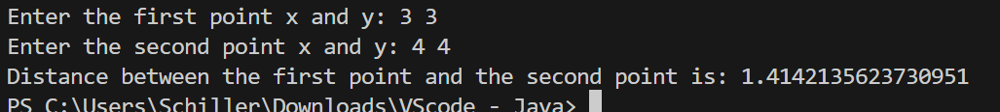 Enter the first point x and y: 3 3
Enter the second point x and y: 4 4
Distance between the first point and the second point is: 1.4142135623730951
PS C:\Users\Schiller\Downloads\VScode - Java>